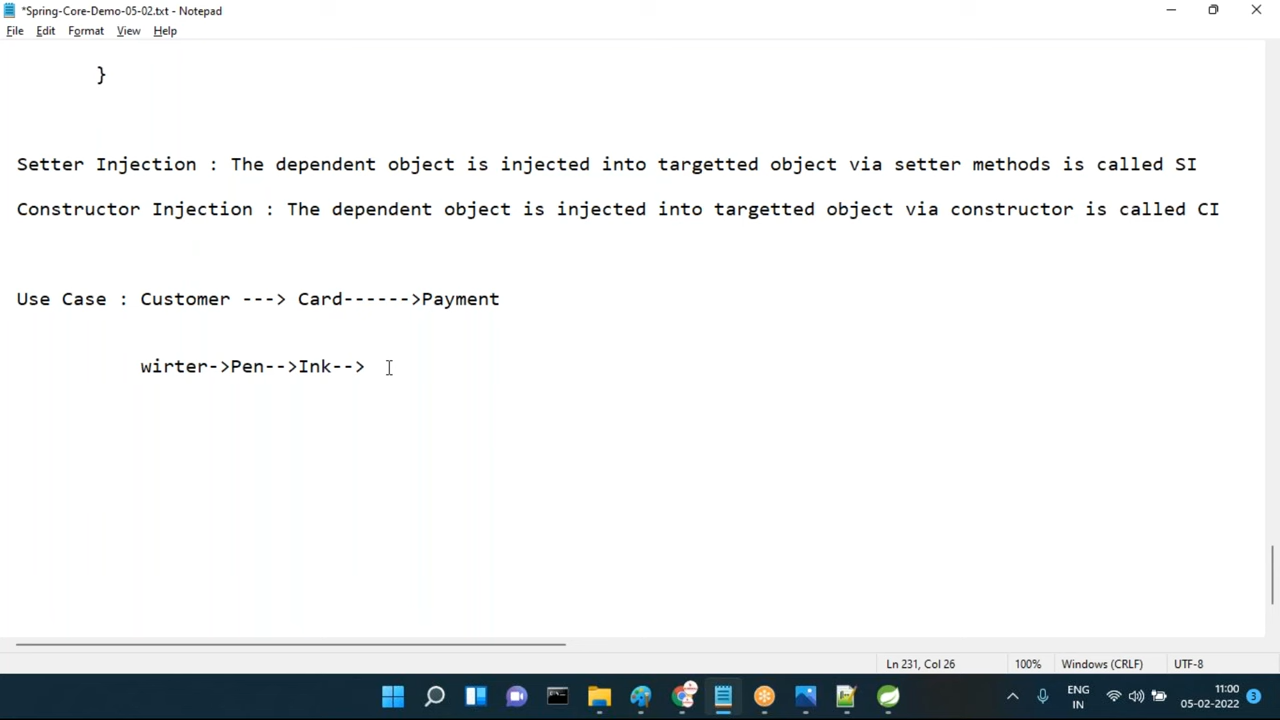 *Spring-Core-Demo-05-02.txt - Notepad
File Edit Format View Help
}
Setter Injection : The dependent object is injected into targetted object via setter methods is called SI
Constructor Injection : The dependent object is injected into targetted object via constructor is called CI
Use Case : Customer ---> Card------>Payment
wirter->Pen-->Ink-->
Ln 231, Col 26 100% Windows (CRLF) UTF-8
ENG 11:00
IN 05-02-2022 3